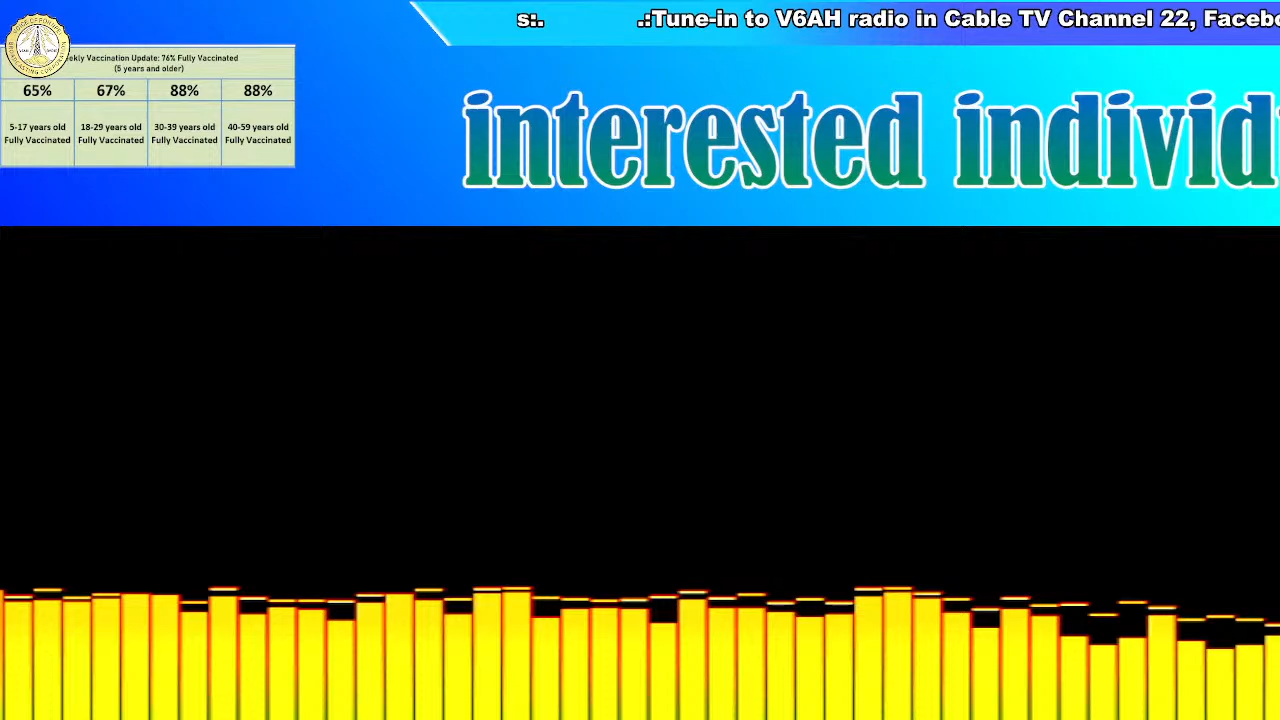 s:. .:Tune-in to V6AH radio in Cable TV Channel 22, Facebo
ekly Vaccination Update: 76% Fully Vaccinated
(5 years and older)
65% 67% 88% 88%
5-17 years old 18-29 years old 30-39 years old 40-59 years old
Fully Vaccinated Fully Vaccinated Fully Vaccinated Fully Vaccinated
interested individ